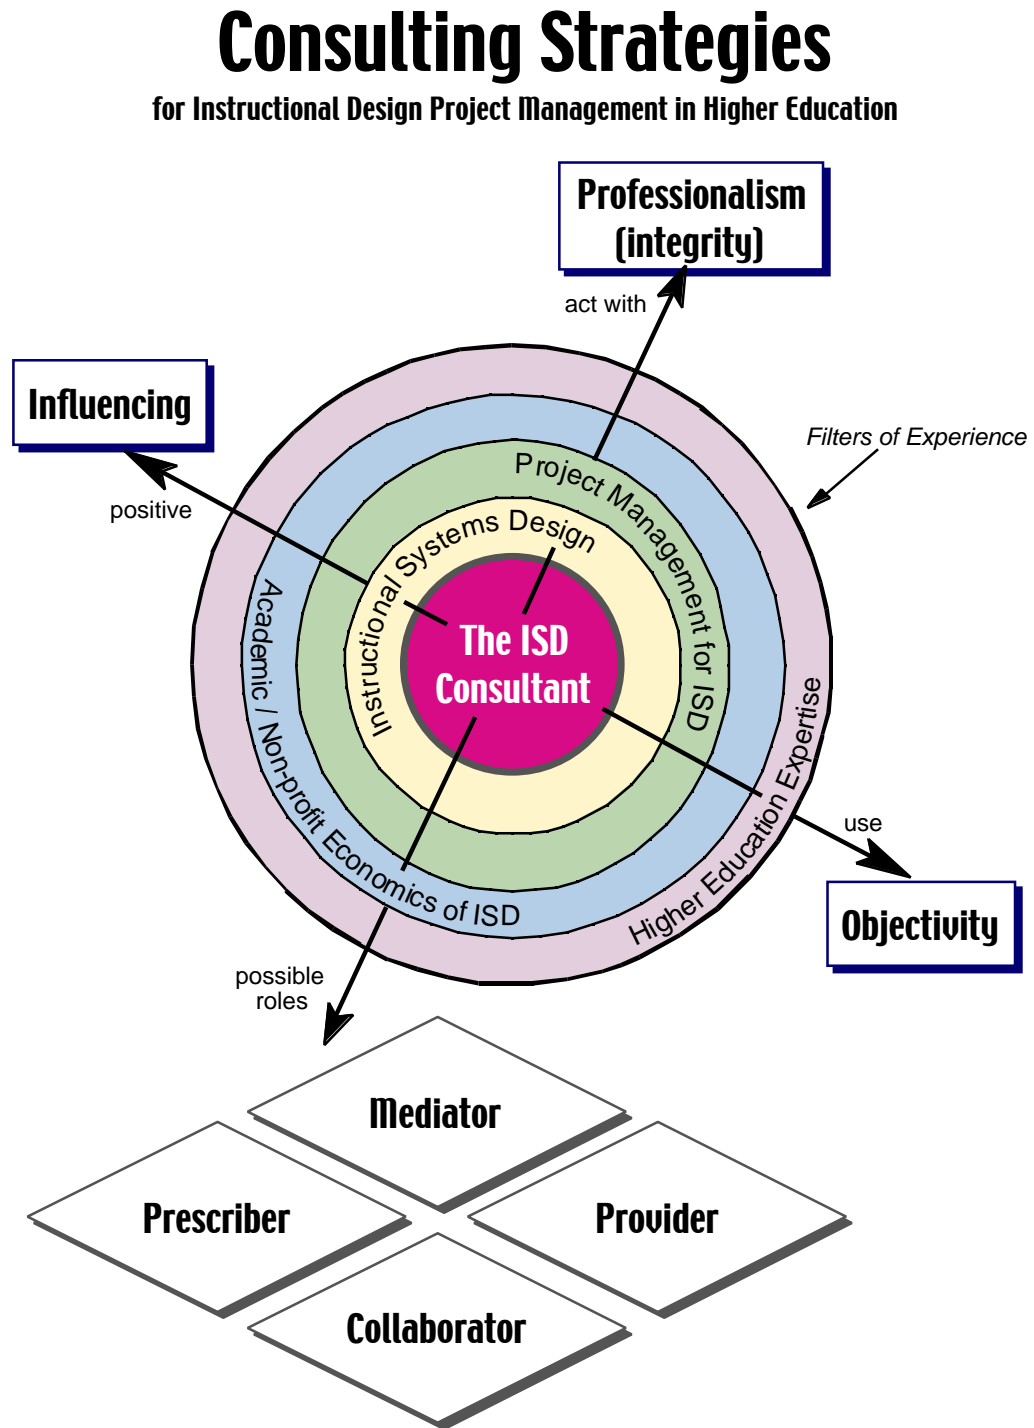 Consulting Strategies
for Instructional Design Project Management in Higher Education
Professionalism
(integrity)
act with
Influencing
positive
Filters of Experience
Project Management for ISD
Instructional Systems Design
The ISD
Consultant
Academic / Non-profit Economics of ISD
Higher Education Expertise
use
Objectivity
possible
roles
Mediator
Prescriber
Provider
Collaborator